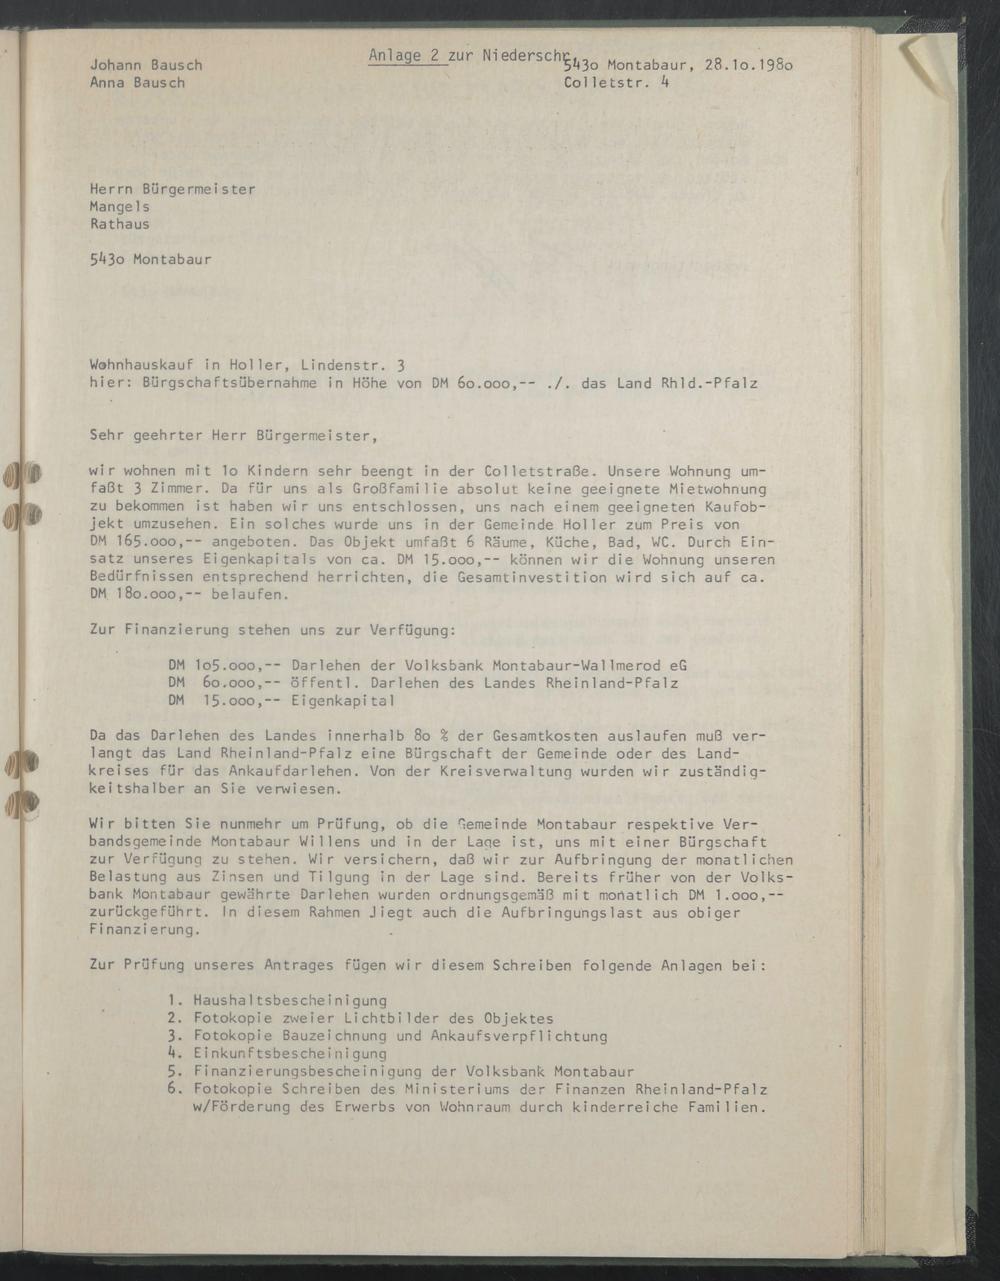 Anlage 2 zur Niederschr.
Johann Bausch
Anna Bausch
543o Montabaur, 28.1o.198o
Colletstr. 4
Herrn Bürgermeister
Mangels
Rathaus
543o Montabaur
Wohnhauskauf in Holler, Lindenstr. 3
hier: Bürgschaftsübernahme in Höhe von DM 6o.ooo,-- ./. das Land Rhld.-Pfalz
Sehr geehrter Herr Bürgermeister,
wir wohnen mit 1o Kindern sehr beengt in der Colletstraße. Unsere Wohnung um-
faßt 3 Zimmer. Da für uns als Großfamilie absolut keine geeignete Mietwohnung
zu bekommen ist haben wir uns entschlossen, uns nach einem geeigneten Kaufob-
jekt umzusehen. Ein solches wurde uns in der Gemeinde Holler zum Preis von
DM 165.ooo,-- angeboten. Das Objekt umfaßt 6 Räume, Küche, Bad, WC. Durch Ein-
satz unseres Eigenkapitals von ca. DM 15.ooo,-- können wir die Wohnung unseren
Bedürfnissen entsprechend herrichten, die Gesamtinvestition wird sich auf ca.
DM 18o.ooo,-- belaufen.
Zur Finanzierung stehen uns zur Verfügung:
DM 1o5.ooo,-- Darlehen der Volksbank Montabaur-Wallmerod eG
DM 6o.ooo,-- öffentl. Darlehen des Landes Rheinland-Pfalz
DM 15.ooo,-- Eigenkapital
Da das Darlehen des Landes innerhalb 8o % der Gesamtkosten auslaufen muß ver-
langt das Land Rheinland-Pfalz eine Bürgschaft der Gemeinde oder des Land-
kreises für das Ankaufdarlehen. Von der Kreisverwaltung wurden wir zuständig-
keitshalber an Sie verwiesen.
Wir bitten Sie nunmehr um Prüfung, ob die Gemeinde Montabaur respektive Ver-
bandsgemeinde Montabaur Willens und in der Lage ist, uns mit einer Bürgschaft
zur Verfügung zu stehen. Wir versichern, daß wir zur Aufbringung der monatlichen
Belastung aus Zinsen und Tilgung in der Lage sind. Bereits früher von der Volks-
bank Montabaur gewährte Darlehen wurden ordnungsgemäß mit monatlich DM 1.ooo,--
zurückgeführt. In diesem Rahmen liegt auch die Aufbringungslast aus obiger
Finanzierung.
Zur Prüfung unseres Antrages fügen wir diesem Schreiben folgende Anlagen bei:
1. Haushaltsbescheinigung
2. Fotokopie zweier Lichtbilder des Objektes
3. Fotokopie Bauzeichnung und Ankaufsverpflichtung
4. Einkunftsbescheinigung
5. Finanzierungsbescheinigung der Volksbank Montabaur
6. Fotokopie Schreiben des Ministeriums der Finanzen Rheinland-Pfalz
w/Förderung des Erwerbs von Wohnraum durch kinderreiche Familien.